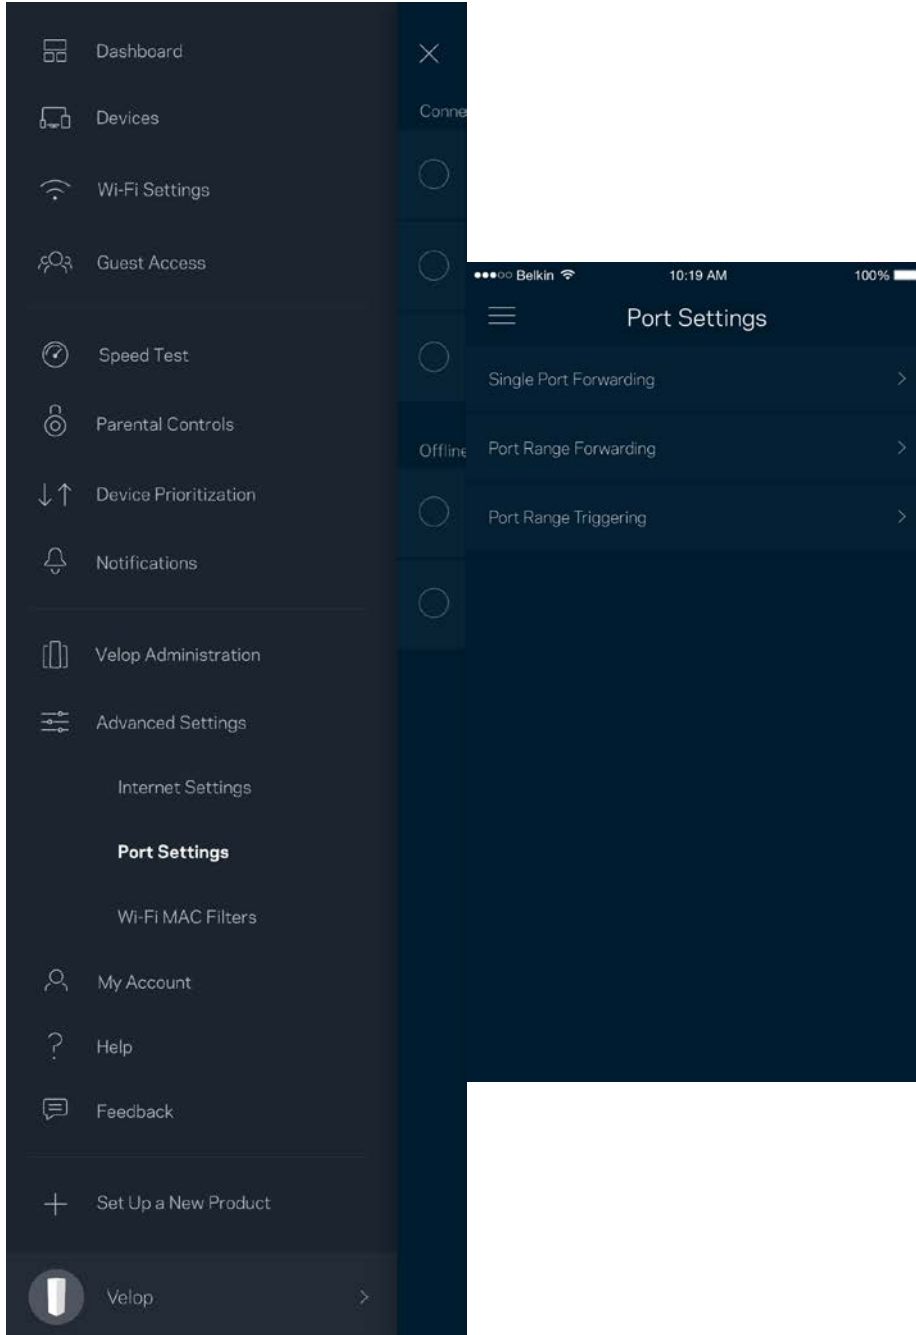 Dashboard
Devices
Wi-Fi Settings
Guest Access
Speed Test
Parental Controls
Device Prioritization
Notifications
Velop Administration
Advanced Settings
Internet Settings
Port Settings
Wi-Fi MAC Filters
My Account
Help
Feedback
Set Up a New Product
Velop
Conne
Offline
Belkin 10:19 AM 100%
Port Settings
Single Port Forwarding
Port Range Forwarding
Port Range Triggering